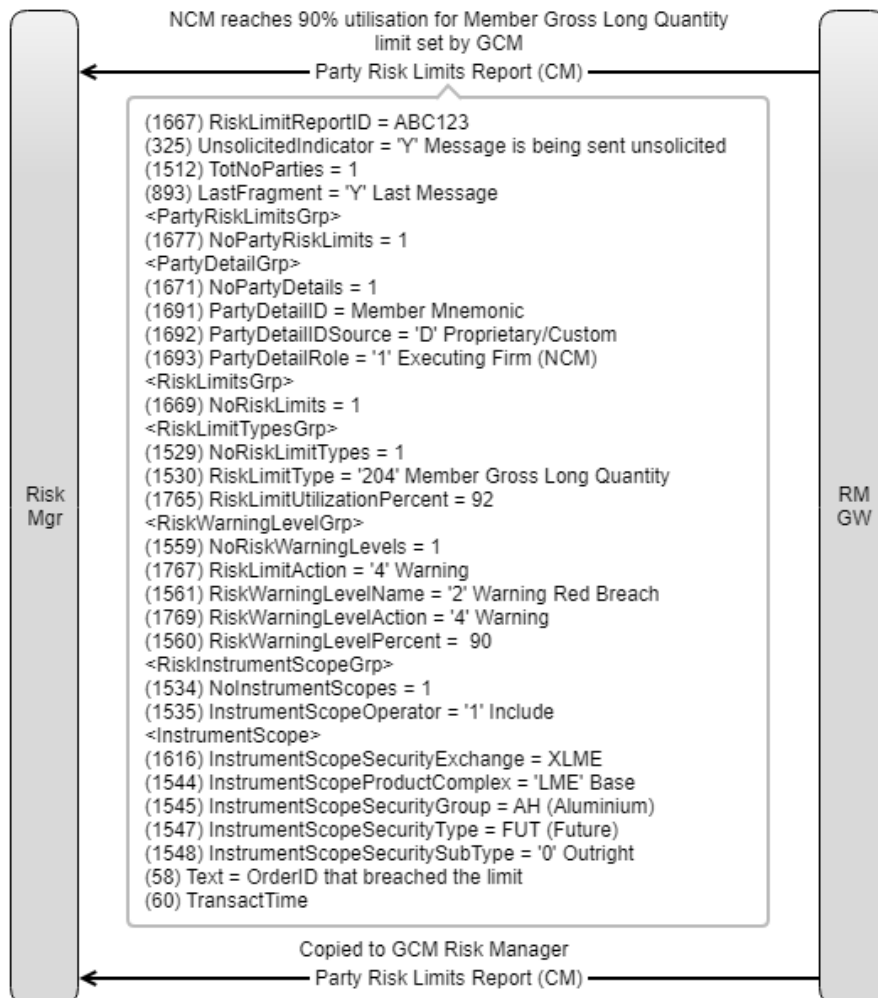 NCM reaches 90% utilisation for Member Gross Long Quantity
limit set by GCM
Party Risk Limits Report (CM)
(1667) RiskLimitReportID = ABC123
(325) UnsolicitedIndicator = 'Y' Message is being sent unsolicited
(1512) TotNoParties = 1
(893) LastFragment = 'Y' Last Message
<PartyRiskLimitsGrp>
(1677) NoPartyRiskLimits = 1
<PartyDetailGrp>
(1671) NoPartyDetails = 1
(1691) PartyDetailID = Member Mnemonic
(1692) PartyDetailIDSource = 'D' Proprietary/Custom
(1693) PartyDetailRole = '1' Executing Firm (NCM)
<RiskLimitsGrp>
(1669) NoRiskLimits = 1
<RiskLimitTypesGrp>
(1529) NoRiskLimitTypes = 1
(1530) RiskLimitType = '204' Member Gross Long Quantity
(1765) RiskLimitUtilizationPercent = 92
<RiskWarningLevelGrp>
(1559) NoRiskWarningLevels = 1
(1767) RiskLimitAction = '4' Warning
(1561) RiskWarningLevelName = '2' Warning Red Breach
(1769) RiskWarningLevelAction = '4' Warning
(1560) RiskWarningLevelPercent =  90
<RiskInstrumentScopeGrp>
(1534) NoInstrumentScopes = 1
(1535) InstrumentScopeOperator = '1' Include
<InstrumentScope>
(1616) InstrumentScopeSecurityExchange = XLME
(1544) InstrumentScopeProductComplex = 'LME' Base
(1545) InstrumentScopeSecurityGroup = AH (Aluminium)
(1547) InstrumentScopeSecurityType = FUT (Future)
(1548) InstrumentScopeSecuritySubType = '0' Outright
(58) Text = OrderID that breached the limit
(60) TransactTime
Risk
Mgr
RM
GW
Copied to GCM Risk Manager
Party Risk Limits Report (CM)